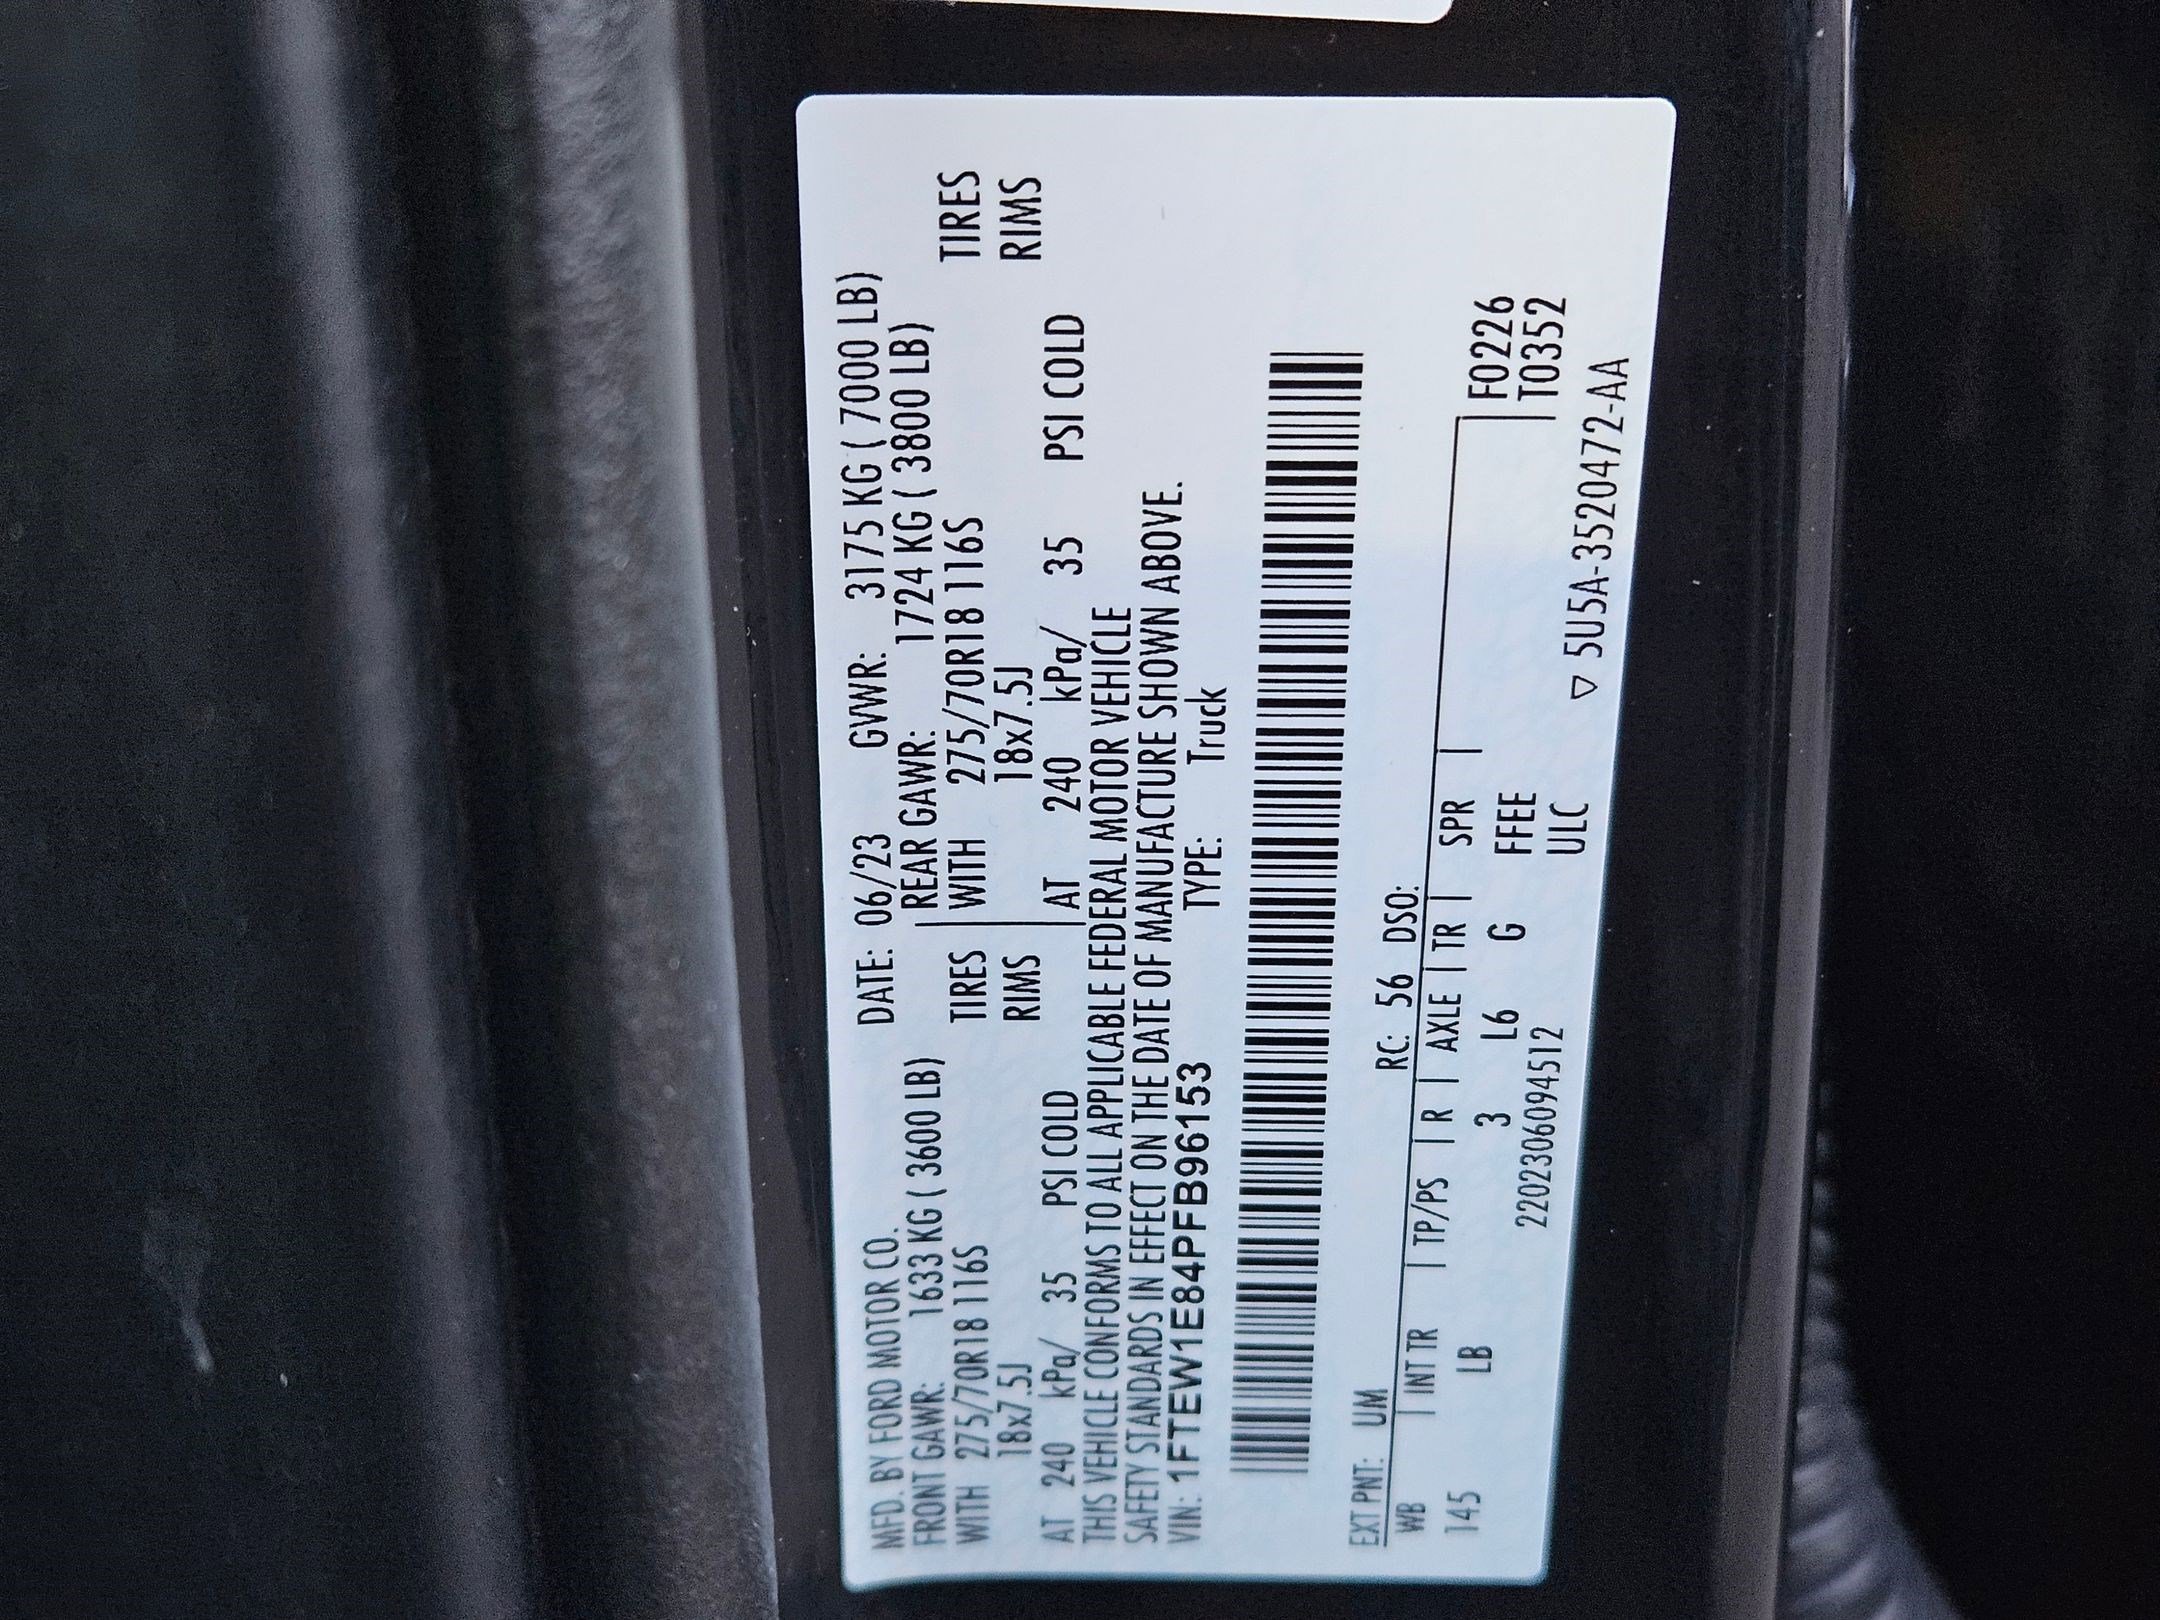 MFD. BY FORD MOTOR CO. DATE: 06/23 GVWR: 3175 KG ( 7000 LB)
FRONT GAWR: 1633 KG ( 3600 LB) REAR GAWR: 1724 KG ( 3800 LB)
WITH 275/70R18 116S TIRES WITH 275/70R18 116S TIRES
18x7.5J RIMS 18x7.5J RIMS
AT 240 kPa/ 35 PSI COLD AT 240 kPa/ 35 PSI COLD
THIS VEHICLE CONFORMS TO ALL APPLICABLE FEDERAL MOTOR VEHICLE
SAFETY STANDARDS IN EFFECT ON THE DATE OF MANUFACTURE SHOWN ABOVE.
VIN: 1FTEW1E84PFB96153 TYPE: Truck
EXT PNT: UM RC: 56 DSO:
WB INT TR TP/PS R AXLE TR SPR F0226
145 LB 3 L6 G FFEE T0352
2202306094512 ULC
▽ 5U5A-3520472-AA